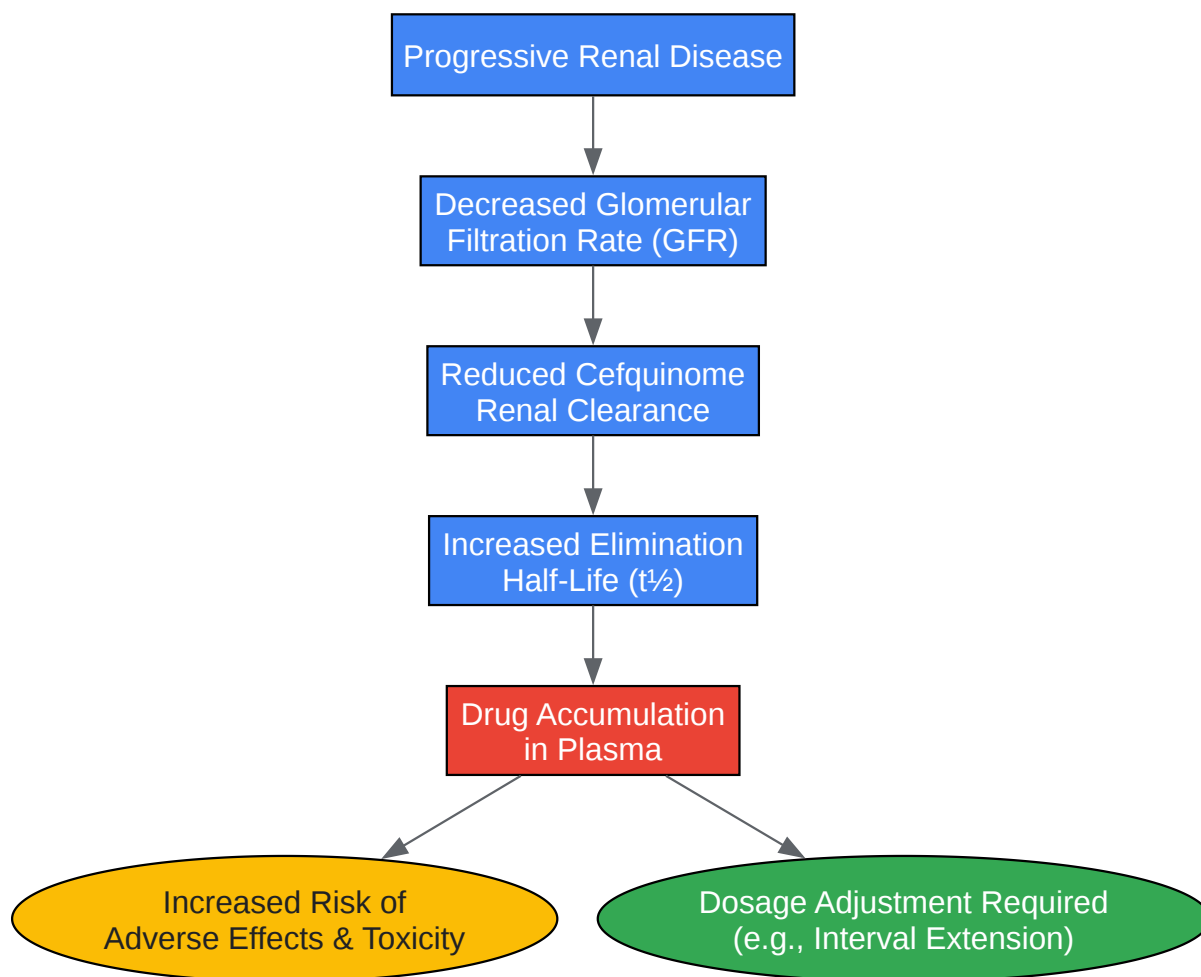 Progressive Renal Disease
Decreased Glomerular
Filtration Rate (GFR)
Reduced Cefquinome
Renal Clearance
Increased Elimination
Half-Life (t½)
Drug Accumulation
in Plasma
Increased Risk of
Adverse Effects & Toxicity
Dosage Adjustment Required
(e.g., Interval Extension)